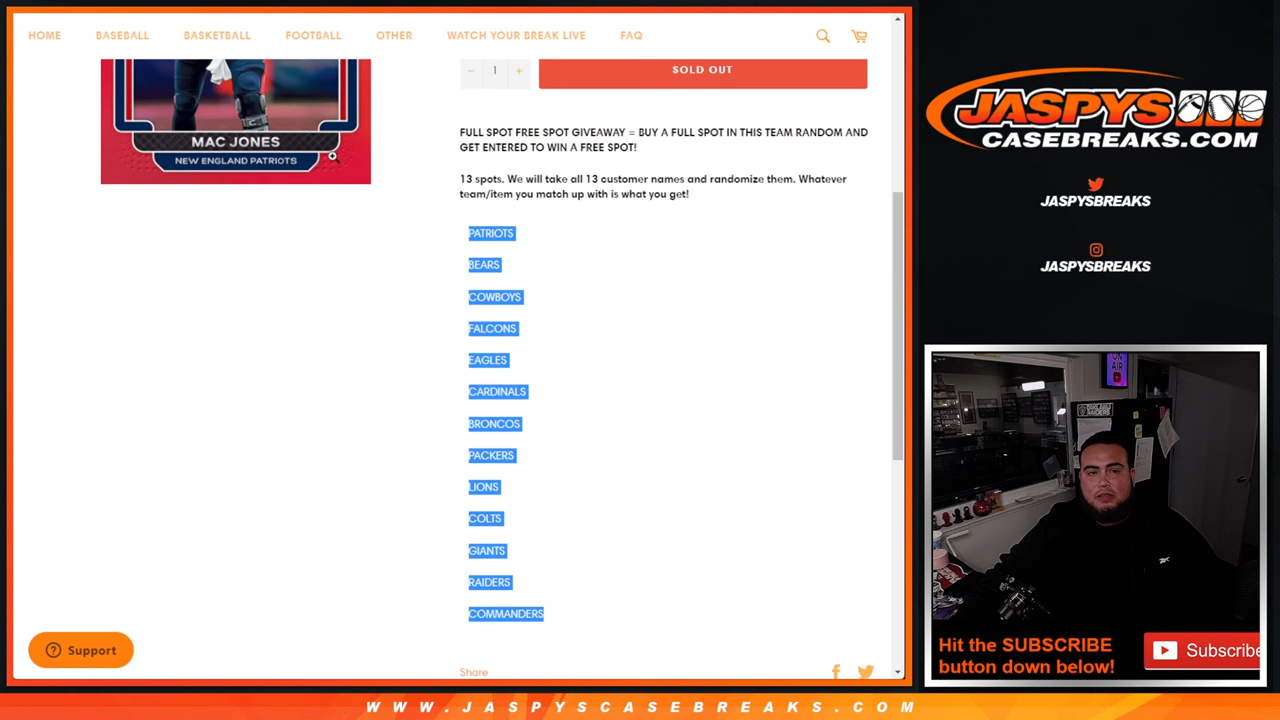 HOME BASEBALL BASKETBALL FOOTBALL OTHER WATCH YOUR BREAK LIVE FAQ
MAC JONES
NEW ENGLAND PATRIOTS
− 1 + SOLD OUT
FULL SPOT FREE SPOT GIVEAWAY = BUY A FULL SPOT IN THIS TEAM RANDOM AND
GET ENTERED TO WIN A FREE SPOT!
13 spots. We will take all 13 customer names and randomize them. Whatever
team/item you match up with is what you get!
PATRIOTS
BEARS
COWBOYS
FALCONS
EAGLES
CARDINALS
BRONCOS
PACKERS
LIONS
COLTS
GIANTS
RAIDERS
COMMANDERS
Share
Support
JASPYS
CASEBREAKS.COM
JASPYSBREAKS
JASPYSBREAKS
ON
AIR
Hit the SUBSCRIBE
button down below!
Subscribe
WWW.JASPYSCASEBREAKS.COM